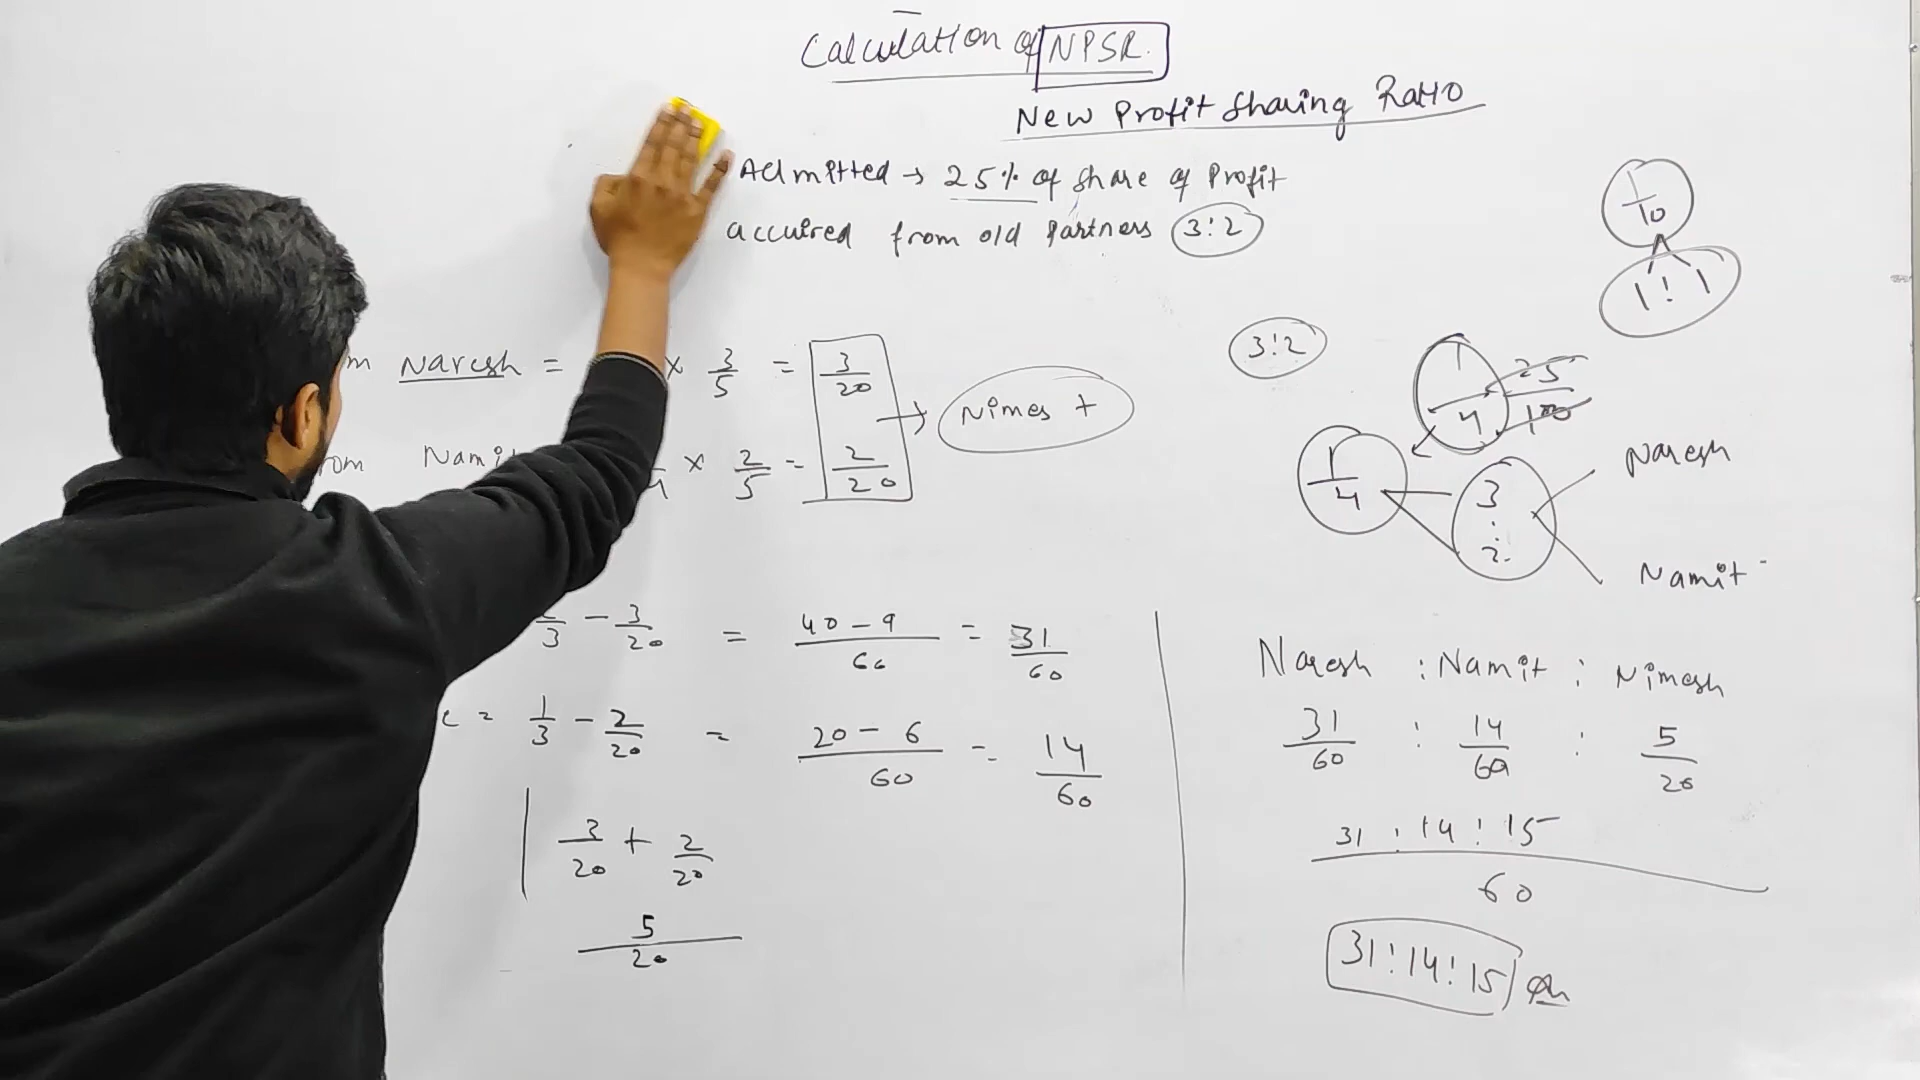 Calculation of NPSR.
New Profit Sharing Ratio
Admitted → 25% of Share of Profit
accuired from old Partners 3:2
1/10
1:1
m Naresh = × 3/5 = 3/20
→ Nimes +
rom Namit × 2/5 = 2/20
3:2
1/4 25/100
1/4 3:2
Naresh
Namit
2/3 - 3/20 = 40-9/60 = 31/60
= 1/3 - 2/20 = 20-6/60 = 14/60
3/20 + 2/20
5/20
Naresh : Namit : Nimesh
31/60 : 14/60 : 5/20
31 : 14 : 15
60
31:14:15